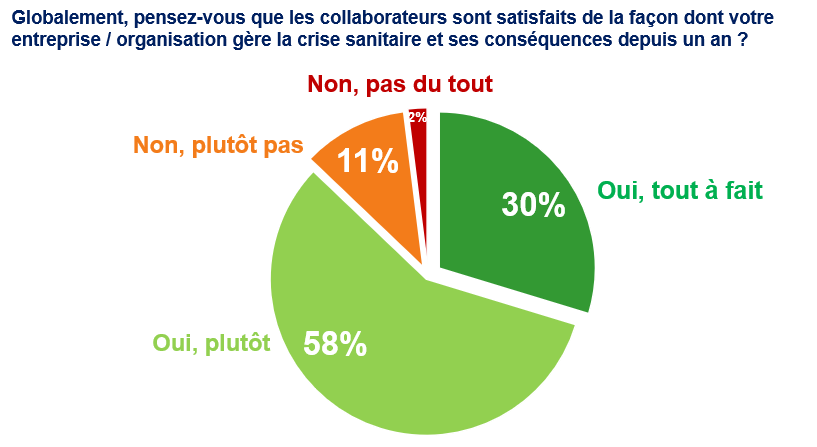 Globalement, pensez-vous que les collaborateurs sont satisfaits de la façon dont votre
entreprise / organisation gère la crise sanitaire et ses conséquences depuis un an ?
Non, pas du tout
2%
Non, plutôt pas
11%
30%
Oui, tout à fait
Oui, plutôt
58%